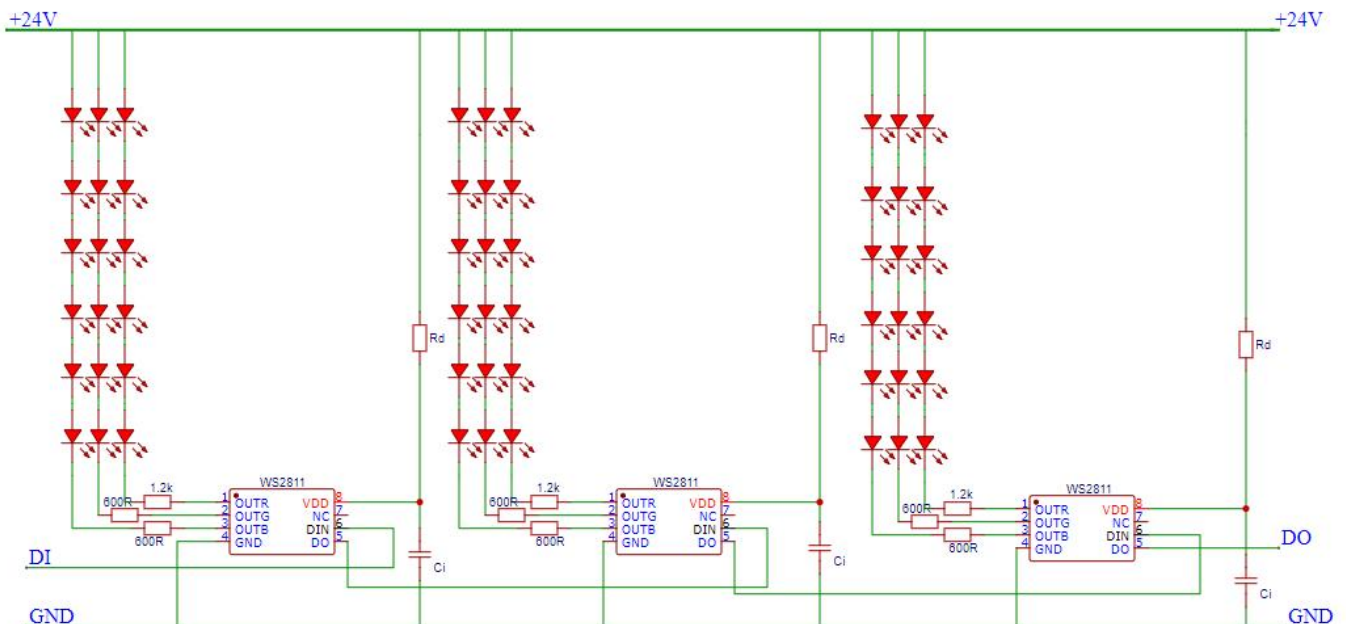 +24V +24V
Rd Rd Rd
1.2k WS2811 1.2k WS2811 1.2k WS2811
600R 600R 600R
600R 600R 600R
1 OUTR VDD 8
2 OUTG NC 7
3 OUTB DIN 6
4 GND DO 5
1 OUTR VDD 8
2 OUTG NC 7
3 OUTB DIN 6
4 GND DO 5
1 OUTR VDD 8
2 OUTG NC 7
3 OUTB DIN 6
4 GND DO 5
Ci Ci Ci
DI DO
GND GND